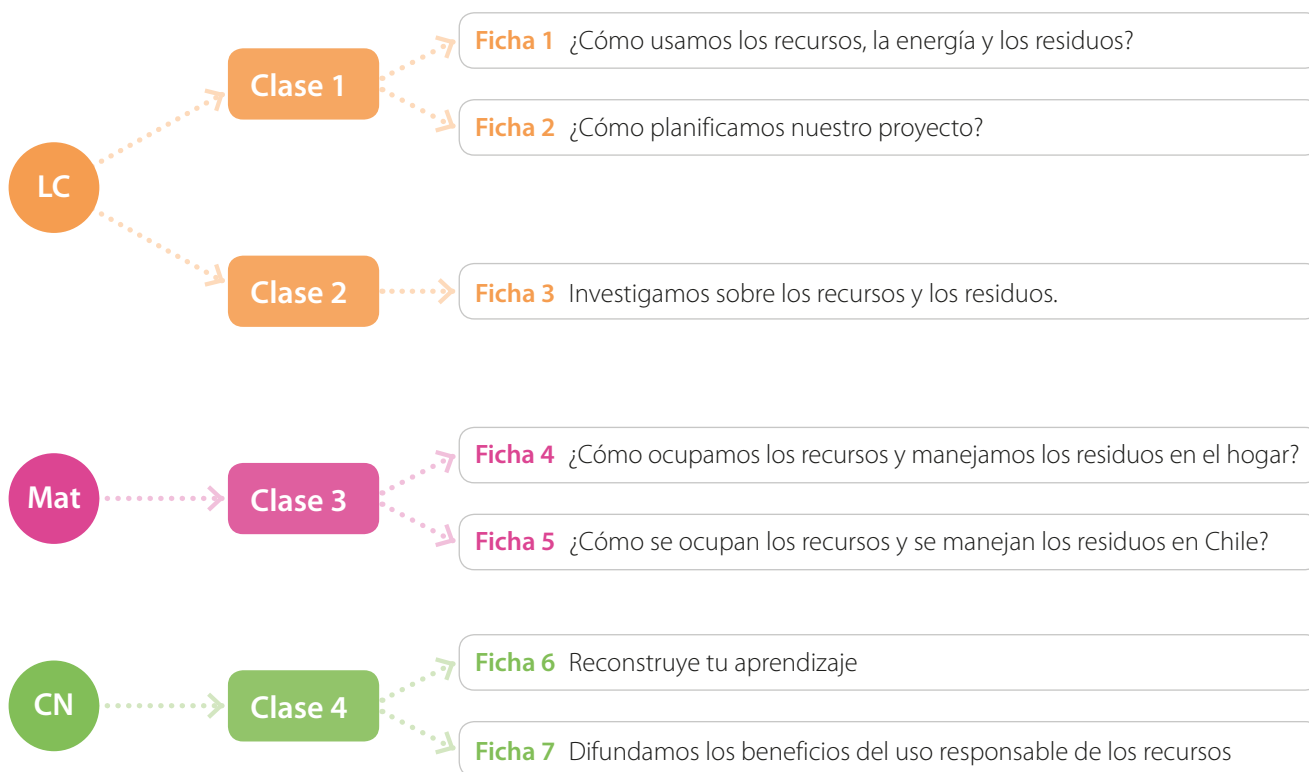 LC
Clase 1
Ficha 1 ¿Cómo usamos los recursos, la energía y los residuos?
Ficha 2 ¿Cómo planificamos nuestro proyecto?
Clase 2
Ficha 3 Investigamos sobre los recursos y los residuos.
Mat
Clase 3
Ficha 4 ¿Cómo ocupamos los recursos y manejamos los residuos en el hogar?
Ficha 5 ¿Cómo se ocupan los recursos y se manejan los residuos en Chile?
CN
Clase 4
Ficha 6 Reconstruye tu aprendizaje
Ficha 7 Difundamos los beneficios del uso responsable de los recursos